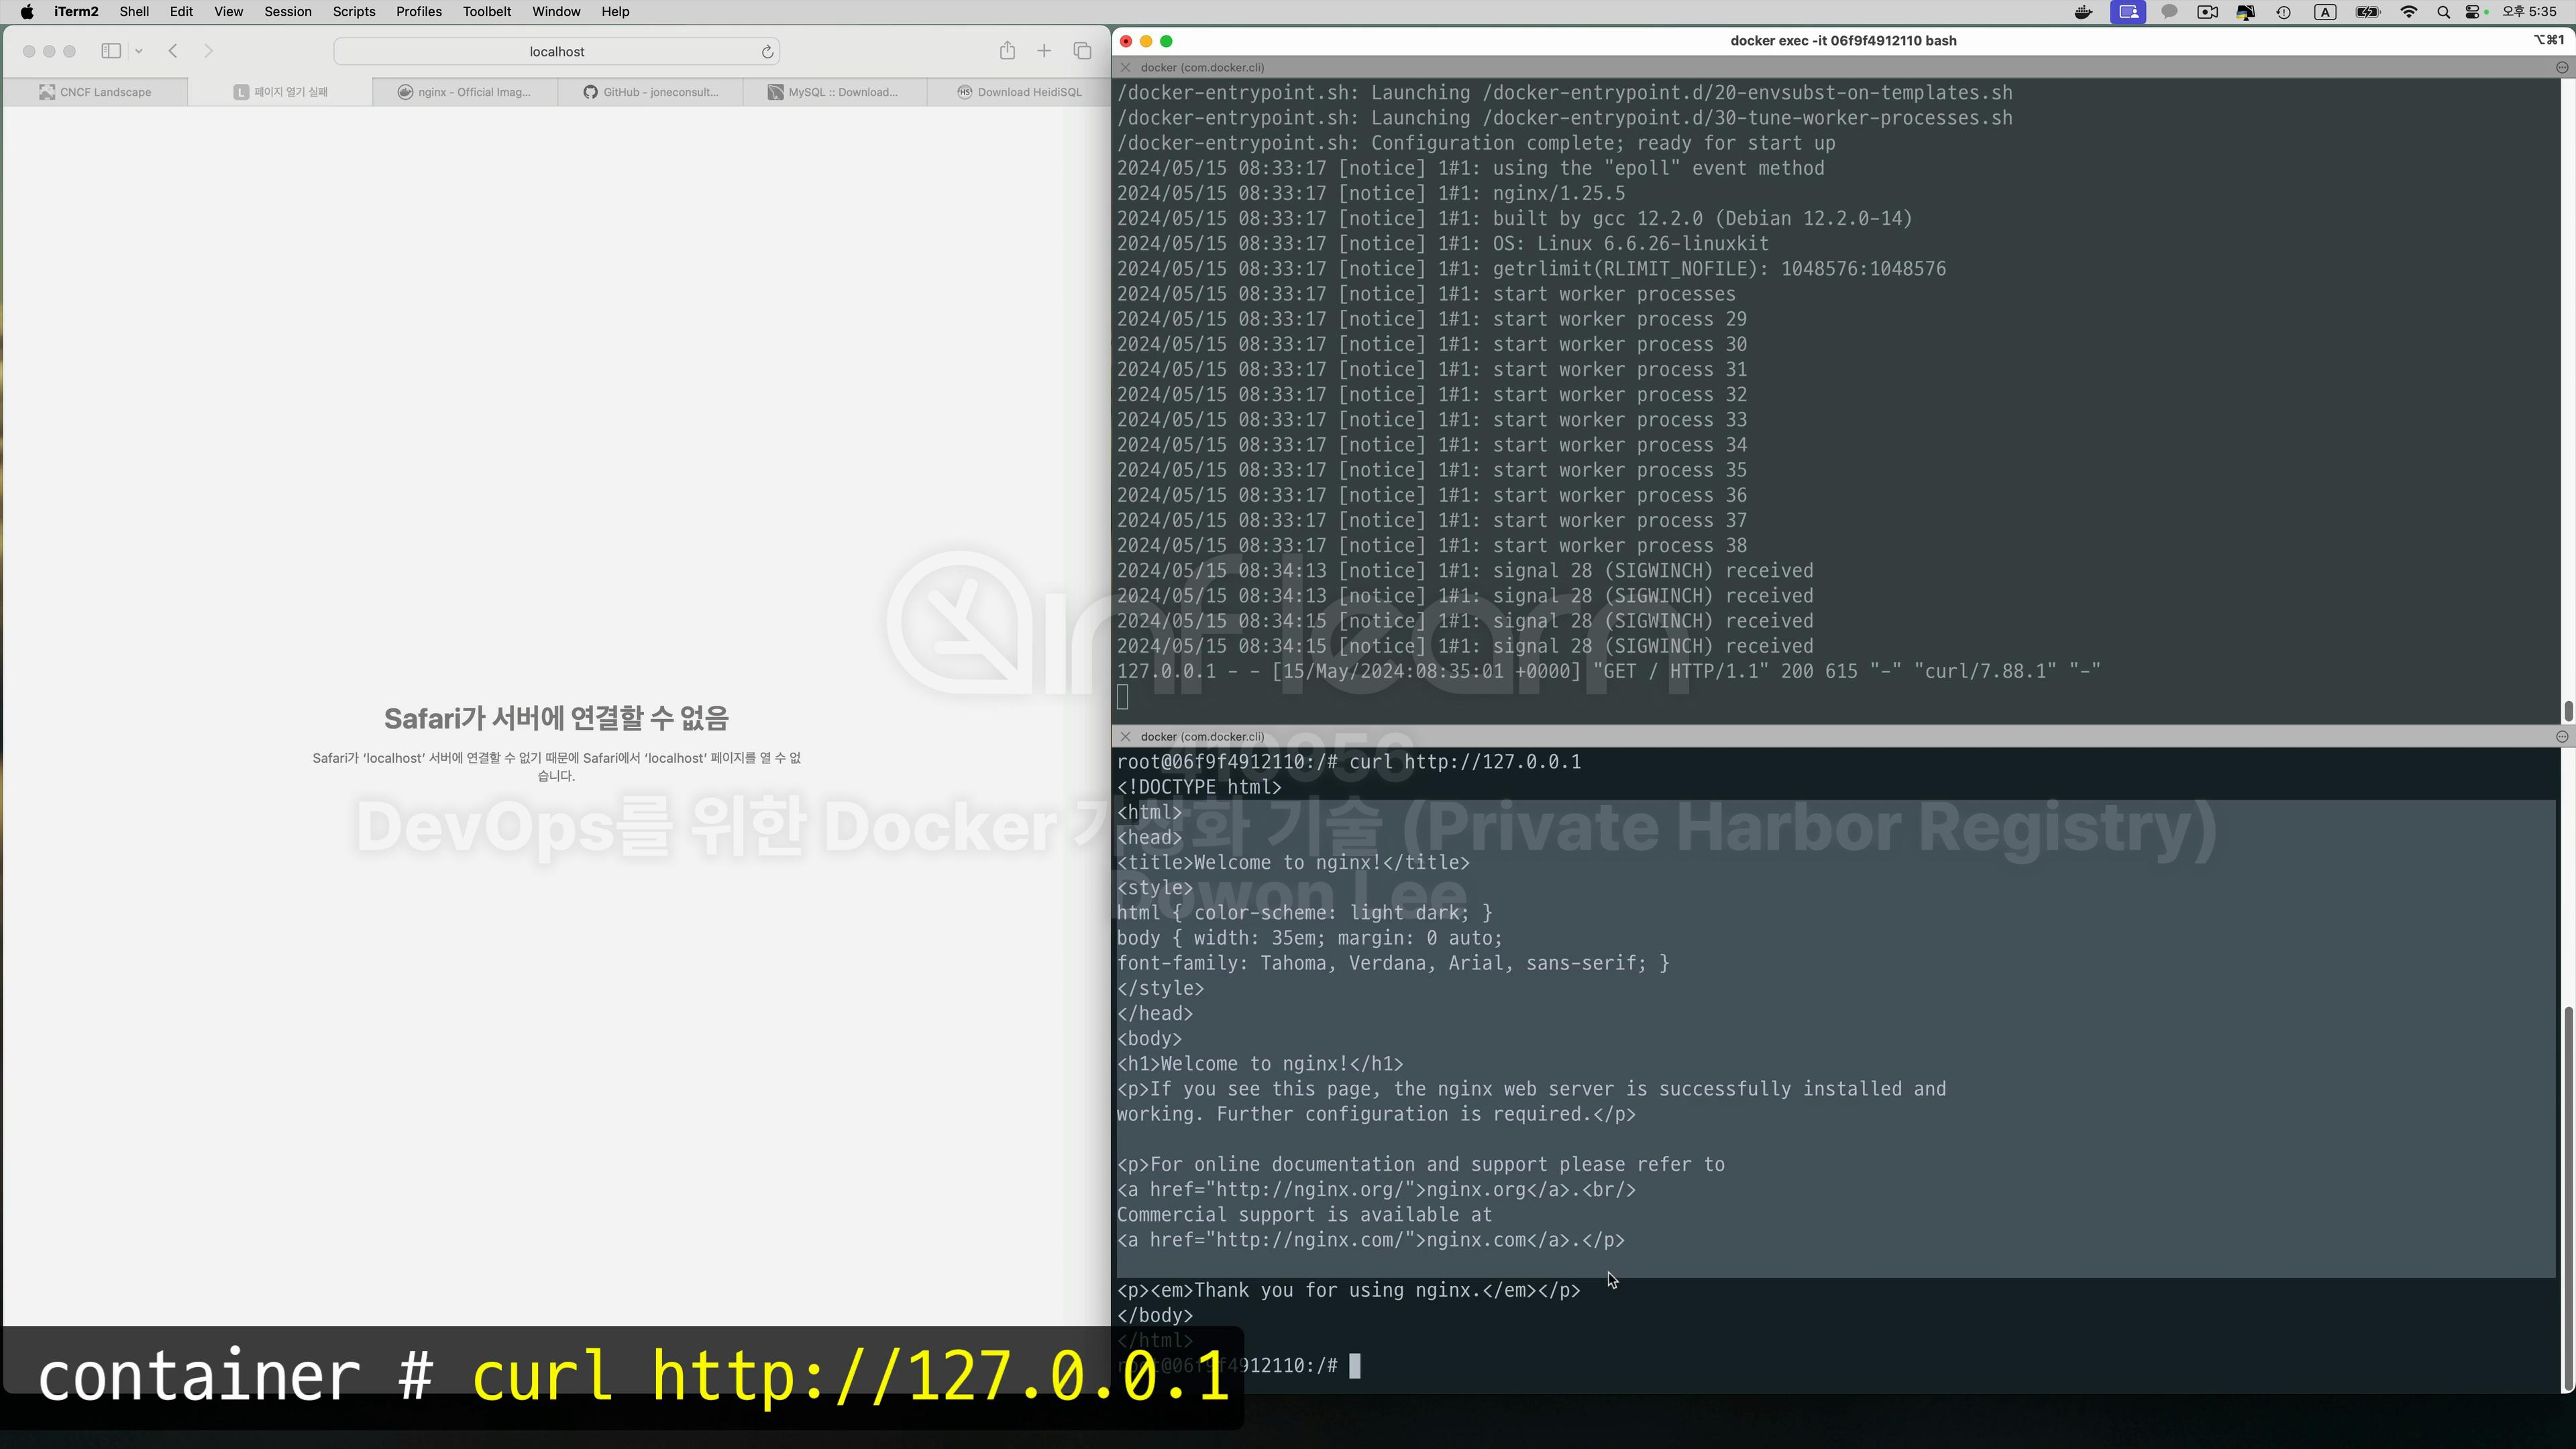 iTerm2 Shell Edit View Session Scripts Profiles Toolbelt Window Help
A 오후 5:35
localhost
CNCF Landscape
L 페이지 열기 실패
nginx - Official Imag...
GitHub - joneconsult...
MySQL :: Download...
HS Download HeidiSQL
Safari가 서버에 연결할 수 없음
Safari가 ‘localhost’ 서버에 연결할 수 없기 때문에 Safari에서 ‘localhost’ 페이지를 열 수 없
습니다.
docker exec -it 06f9f4912110 bash
⌥⌘1
docker (com.docker.cli)
/docker-entrypoint.sh: Launching /docker-entrypoint.d/20-envsubst-on-templates.sh
/docker-entrypoint.sh: Launching /docker-entrypoint.d/30-tune-worker-processes.sh
/docker-entrypoint.sh: Configuration complete; ready for start up
2024/05/15 08:33:17 [notice] 1#1: using the "epoll" event method
2024/05/15 08:33:17 [notice] 1#1: nginx/1.25.5
2024/05/15 08:33:17 [notice] 1#1: built by gcc 12.2.0 (Debian 12.2.0-14)
2024/05/15 08:33:17 [notice] 1#1: OS: Linux 6.6.26-linuxkit
2024/05/15 08:33:17 [notice] 1#1: getrlimit(RLIMIT_NOFILE): 1048576:1048576
2024/05/15 08:33:17 [notice] 1#1: start worker processes
2024/05/15 08:33:17 [notice] 1#1: start worker process 29
2024/05/15 08:33:17 [notice] 1#1: start worker process 30
2024/05/15 08:33:17 [notice] 1#1: start worker process 31
2024/05/15 08:33:17 [notice] 1#1: start worker process 32
2024/05/15 08:33:17 [notice] 1#1: start worker process 33
2024/05/15 08:33:17 [notice] 1#1: start worker process 34
2024/05/15 08:33:17 [notice] 1#1: start worker process 35
2024/05/15 08:33:17 [notice] 1#1: start worker process 36
2024/05/15 08:33:17 [notice] 1#1: start worker process 37
2024/05/15 08:33:17 [notice] 1#1: start worker process 38
2024/05/15 08:34:13 [notice] 1#1: signal 28 (SIGWINCH) received
2024/05/15 08:34:13 [notice] 1#1: signal 28 (SIGWINCH) received
2024/05/15 08:34:15 [notice] 1#1: signal 28 (SIGWINCH) received
2024/05/15 08:34:15 [notice] 1#1: signal 28 (SIGWINCH) received
127.0.0.1 - - [15/May/2024:08:35:01 +0000] "GET / HTTP/1.1" 200 615 "-" "curl/7.88.1" "-"
docker (com.docker.cli)
root@06f9f4912110:/# curl http://127.0.0.1
<!DOCTYPE html>
<html>
<head>
<title>Welcome to nginx!</title>
<style>
html { color-scheme: light dark; }
body { width: 35em; margin: 0 auto;
font-family: Tahoma, Verdana, Arial, sans-serif; }
</style>
</head>
<body>
<h1>Welcome to nginx!</h1>
<p>If you see this page, the nginx web server is successfully installed and
working. Further configuration is required.</p>
<p>For online documentation and support please refer to
<a href="http://nginx.org/">nginx.org</a>.<br/>
Commercial support is available at
<a href="http://nginx.com/">nginx.com</a>.</p>
<p><em>Thank you for using nginx.</em></p>
</body>
</html>
root@06f9f4912110:/#
inflearn
410056
DevOps를 위한 Docker 가상화 기술 (Private Harbor Registry)
Dowon Lee
container # curl http://127.0.0.1